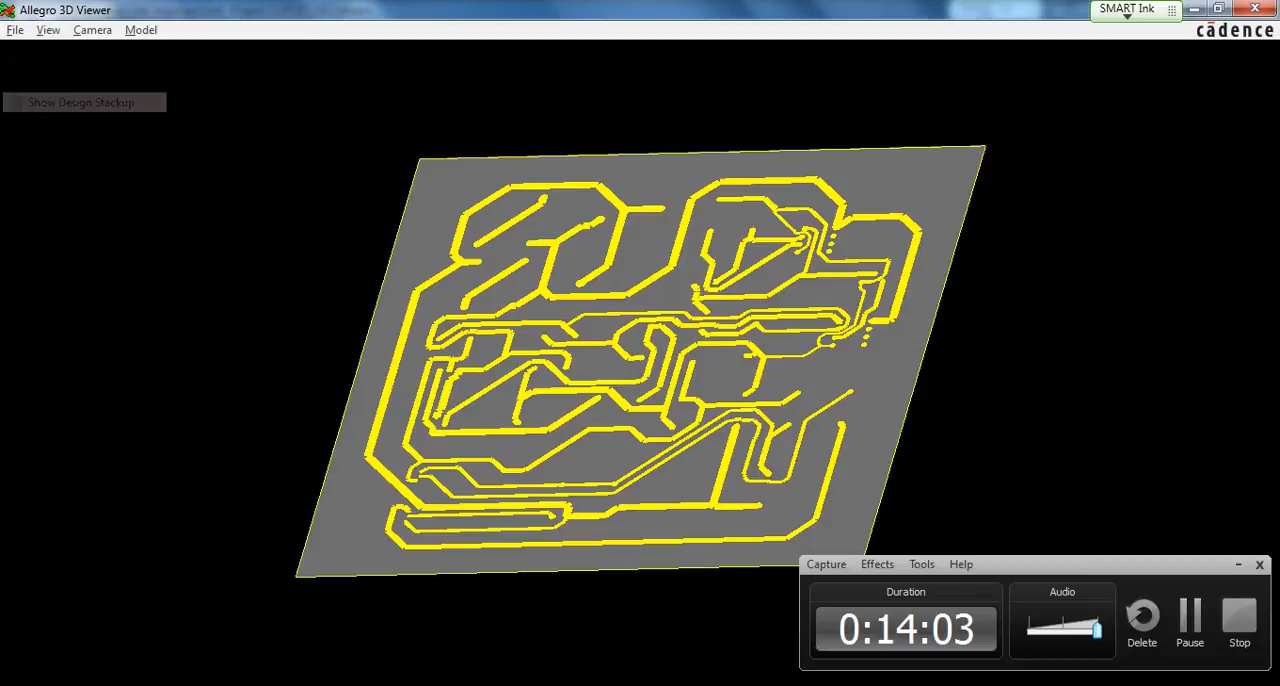 Allegro 3D Viewer
SMART Ink
File View Camera Model
cādence
Show Design Stackup
Capture Effects Tools Help
Duration
Audio
0:14:03
Delete Pause Stop